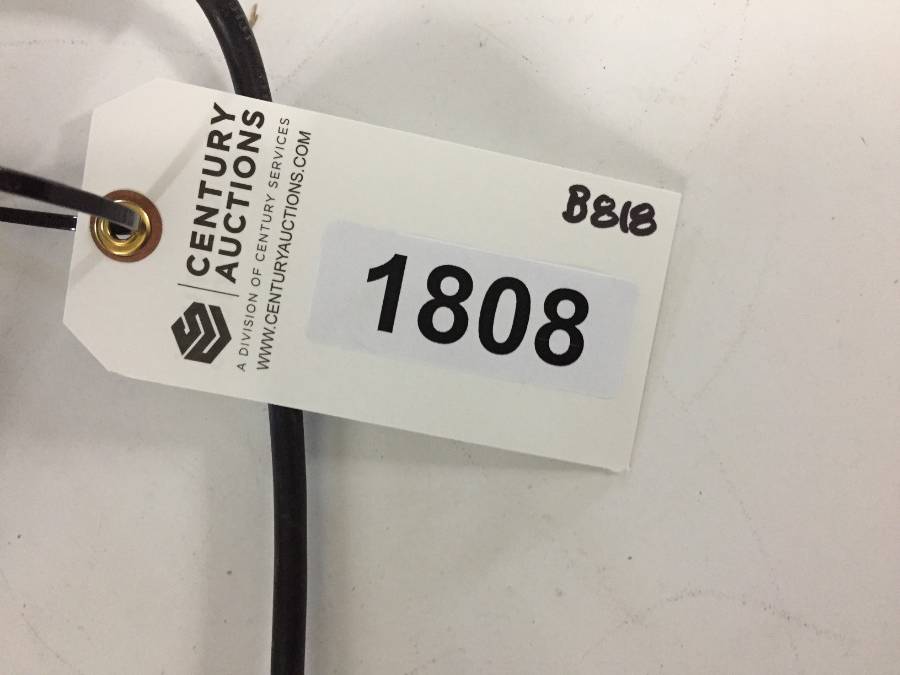 CENTURY
AUCTIONS
A DIVISION OF CENTURY SERVICES
WWW.CENTURYAUCTIONS.COM
B818
1808